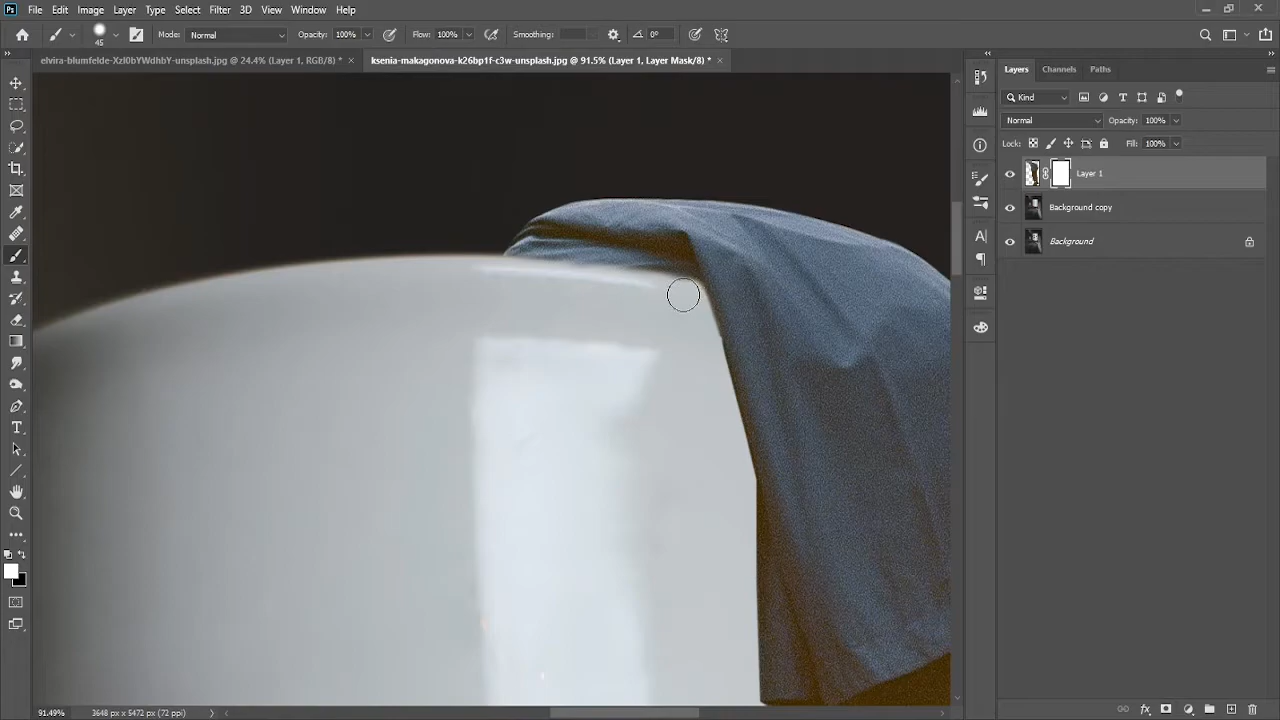 Ps File Edit Image Layer Type Select Filter 3D View Window Help
45 Mode: Normal Opacity: 100% Flow: 100% Smoothing: 0°
elvira-blumfelde-XzI0bYWdhbY-unsplash.jpg @ 24.4% (Layer 1, RGB/8) * × ksenia-makagonova-k26bp1f-c3w-unsplash.jpg @ 91.5% (Layer 1, Layer Mask/8) * ×
Layers Channels Paths
Kind
Normal Opacity: 100%
Lock: Fill: 100%
Layer 1
Background copy
Background
91.49% 3648 px x 5472 px (72 ppi)